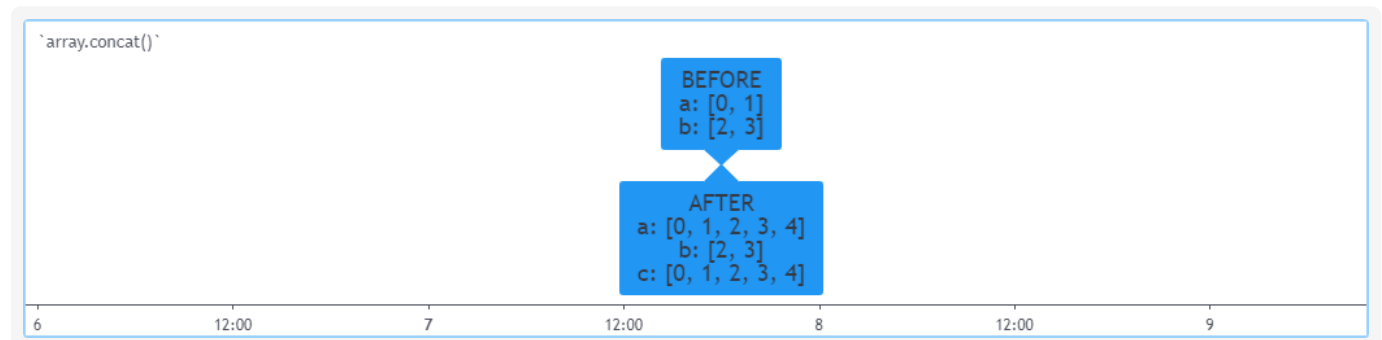 `array.concat()`
BEFORE
a: [0, 1]
b: [2, 3]
AFTER
a: [0, 1, 2, 3, 4]
b: [2, 3]
c: [0, 1, 2, 3, 4]
6 12:00 7 12:00 8 12:00 9